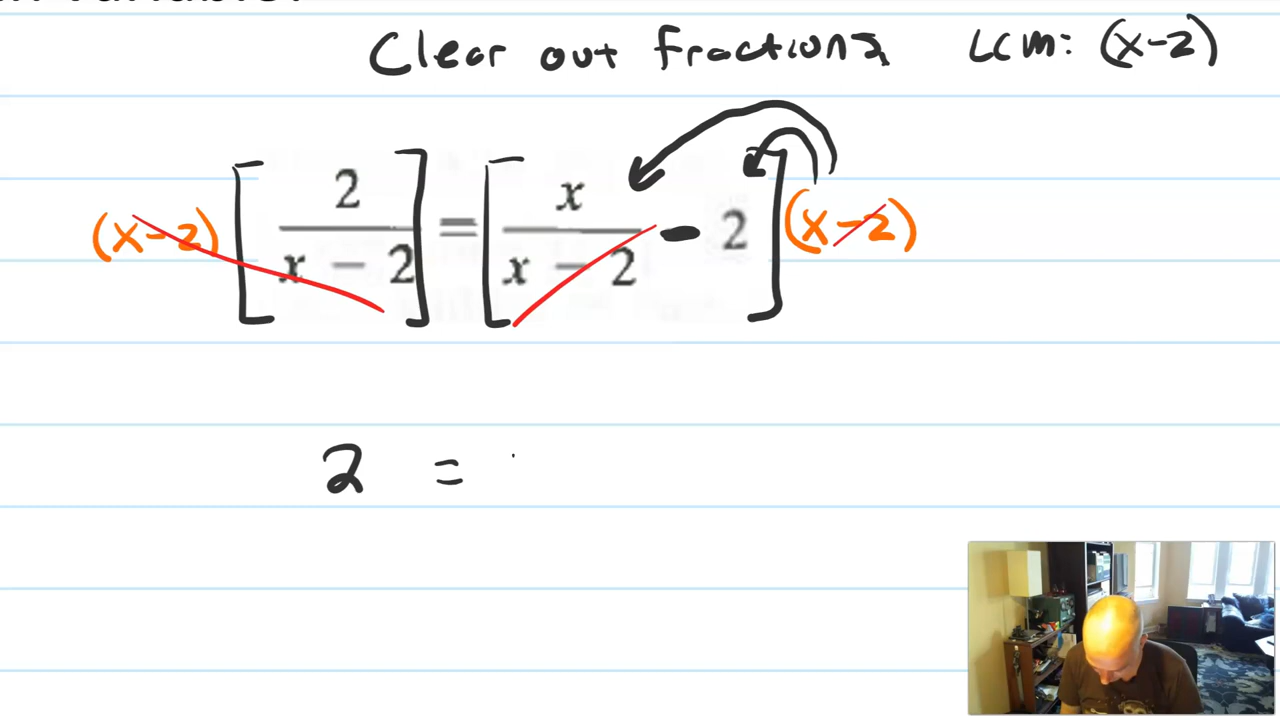 Clear out fractions, LCM: (x-2)
(x-2) [ 2 / x - 2 ] = [ x / x - 2 - 2 ] (x-2)
2 =